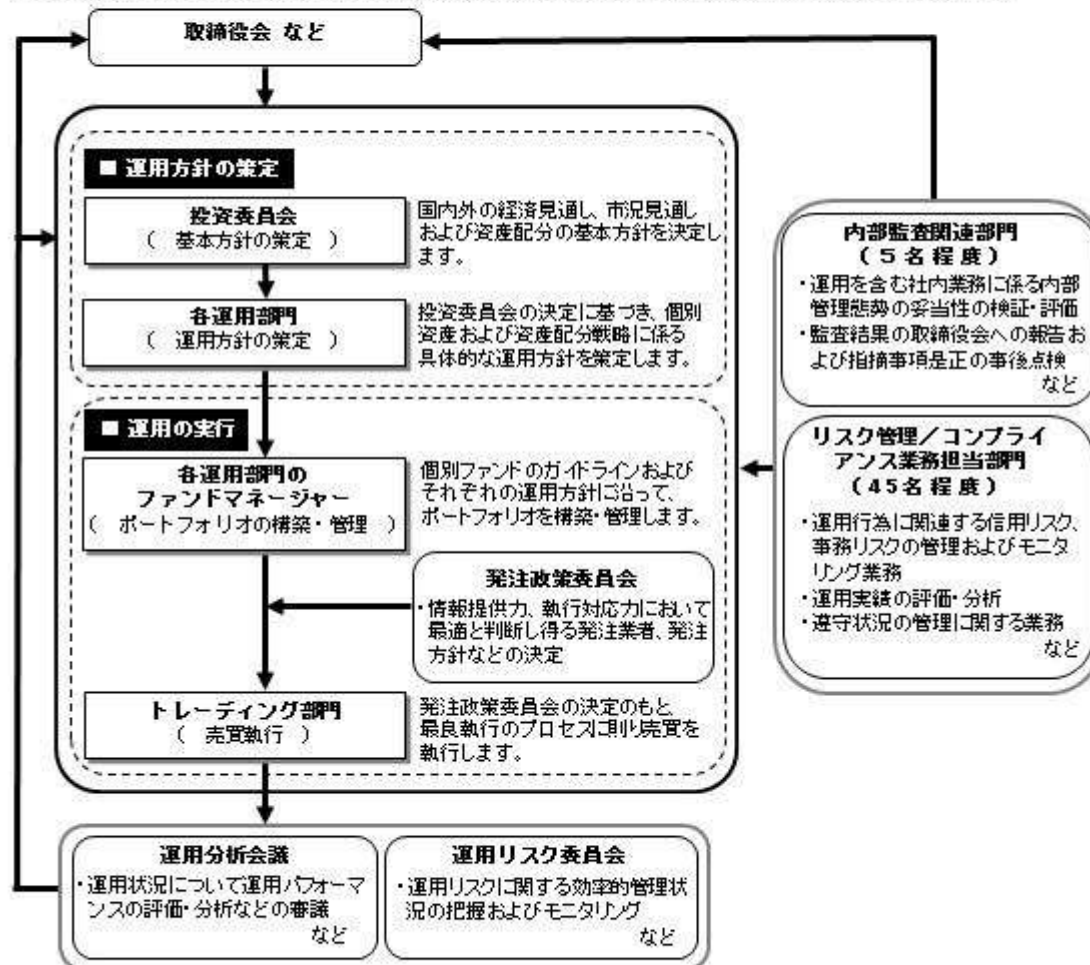 取締役会 など
■ 運用方針の策定
投資委員会
( 基本方針の策定 )
国内外の経済見通し、市況見通し
および資産配分の基本方針を決定し
ます。
各運用部門
( 運用方針の策定 )
投資委員会の決定に基づき、個別
資産および資産配分戦略に係る
具体的な運用方針を策定します。
■ 運用の実行
各運用部門の
ファンドマネージャー
( ポートフォリオの構築・管理 )
個別ファンドのガイドラインおよび
それぞれの運用方針に沿って、
ポートフォリオを構築・管理します。
発注政策委員会
・情報提供力、執行対応力において
最適と判断し得る発注業者、発注
方針などの決定
トレーディング部門
( 売買執行 )
発注政策委員会の決定のもと、
最良執行のプロセスに則り売買を
執行します。
運用分析会議
・運用状況について運用パフォーマ
ンスの評価・分析などの審議
など
運用リスク委員会
・運用リスクに関する効率的管理状
況の把握およびモニタリング
など
内部監査関連部門
(5名程度)
・運用を含む社内業務に係る内部
管理態勢の妥当性の検証・評価
・監査結果の取締役会への報告お
よび指摘事項是正の事後点検
など
リスク管理/コンプライ
アンス業務担当部門
(45名程度)
・運用行為に関連する信用リスク、
事務リスクの管理およびモニタ
リング業務
・運用実績の評価・分析
・遵守状況の管理に関する業務
など